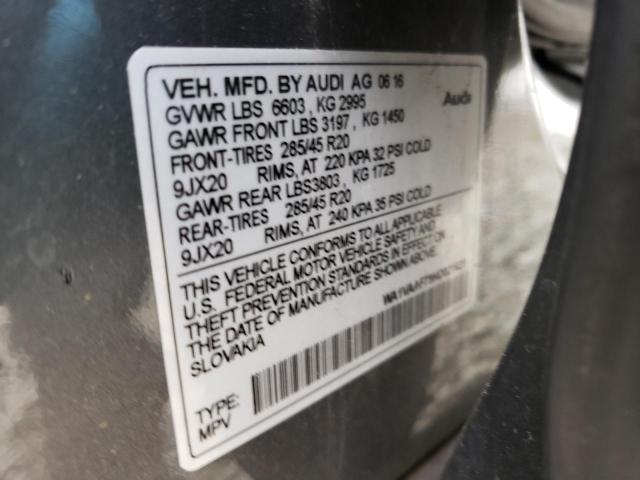 VEH. MFD. BY AUDI AG 06 16
GVWR LBS 6603, KG 2995
Audi
GAWR FRONT LBS 3197, KG 1450
FRONT-TIRES 285/45 R20
9JX20 RIMS, AT 220 KPA 32 PSI COLD
GAWR REAR LBS3803, KG 1725
REAR-TIRES 285/45 R20
9JX20 RIMS, AT 240 KPA 35 PSI COLD
THIS VEHICLE CONFORMS TO ALL APPLICABLE
U.S. FEDERAL MOTOR VEHICLE SAFETY AND
THEFT PREVENTION STANDARDS IN EFFECT ON
THE DATE OF MANUFACTURE SHOWN ABOVE.
SLOVAKIA
TYPE:
MPV